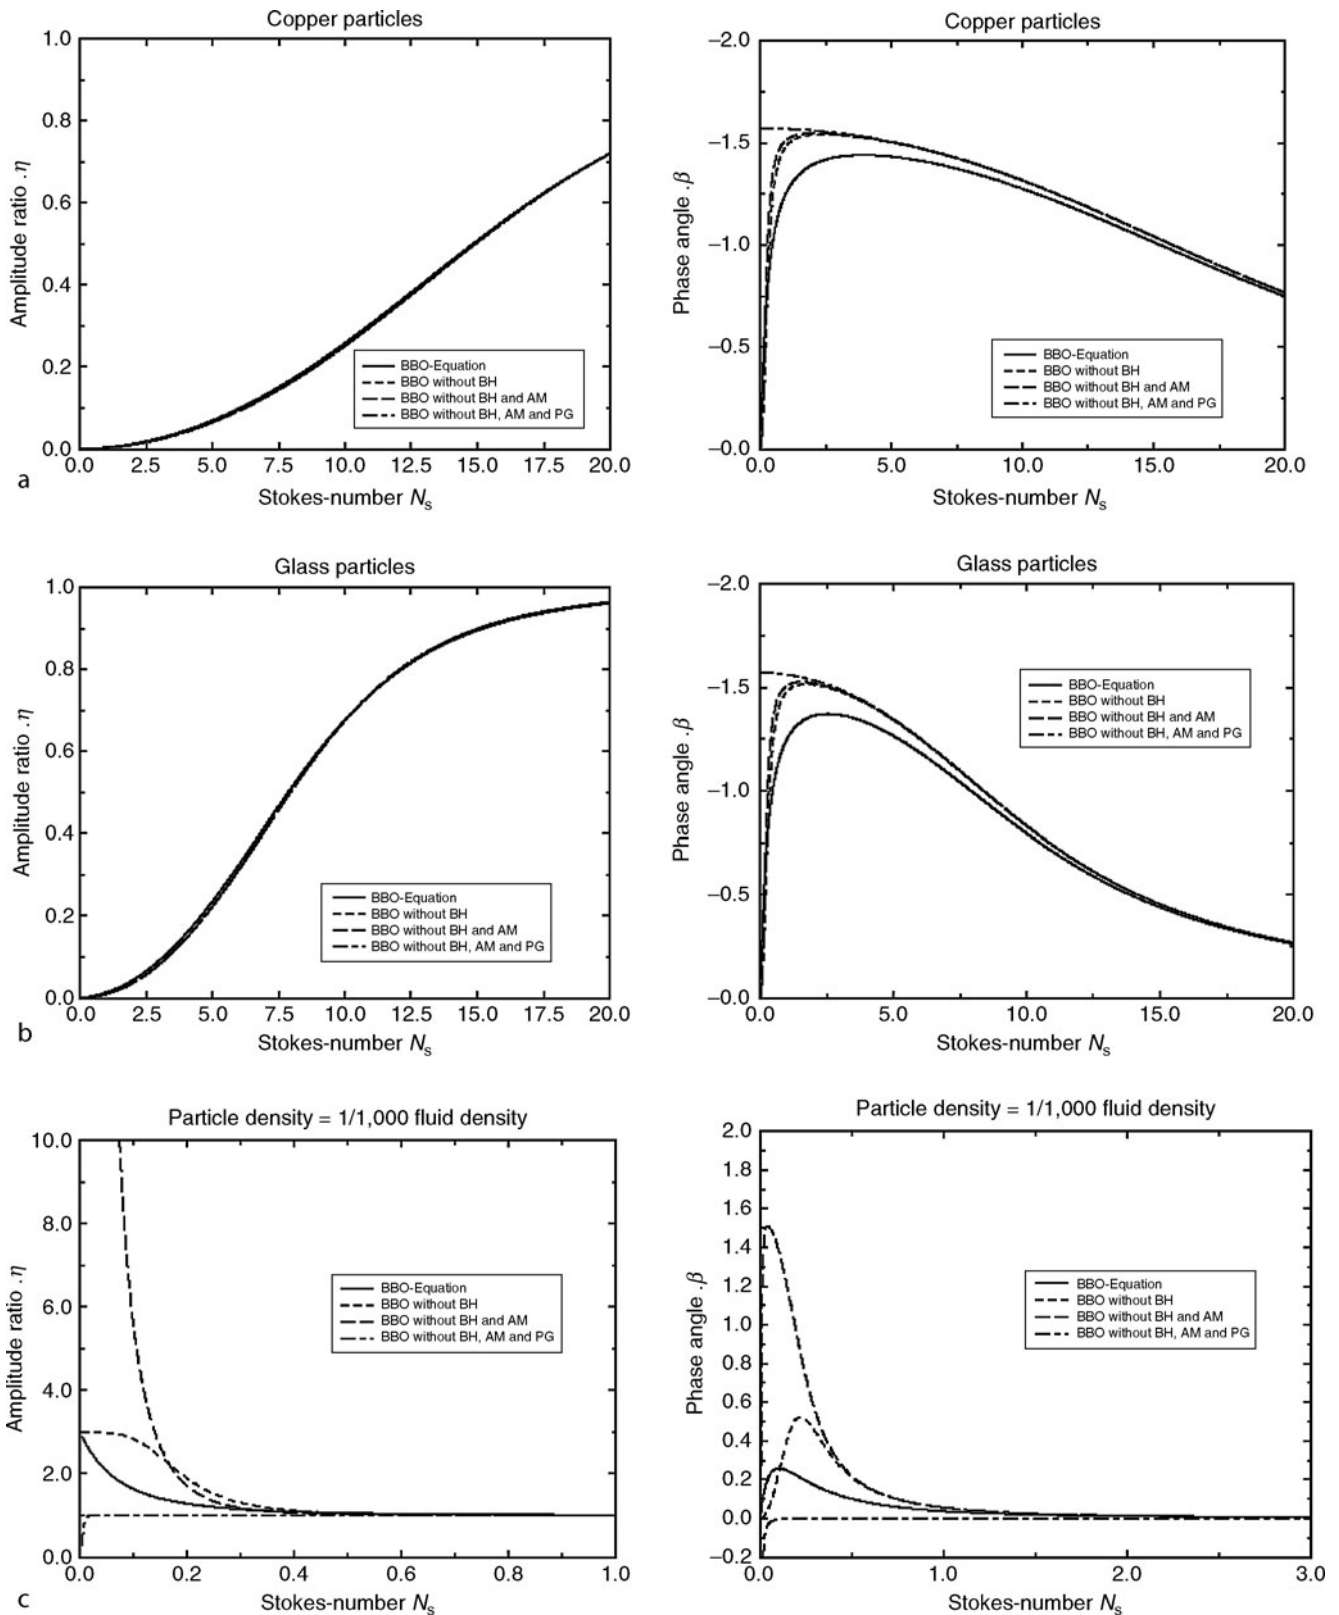 Copper particles
1.0
0.8
0.6
0.4
0.2
0.0
Amplitude ratio .η
BBO-Equation
BBO without BH
BBO without BH and AM
BBO without BH, AM and PG
0.0 2.5 5.0 7.5 10.0 12.5 15.0 17.5 20.0
Stokes-number Ns
a
Copper particles
−2.0
−1.5
−1.0
−0.5
−0.0
Phase angle .β
BBO-Equation
BBO without BH
BBO without BH and AM
BBO without BH, AM and PG
0.0 5.0 10.0 15.0 20.0
Stokes-number Ns
Glass particles
1.0
0.8
0.6
0.4
0.2
0.0
Amplitude ratio .η
BBO-Equation
BBO without BH
BBO without BH and AM
BBO without BH, AM and PG
0.0 2.5 5.0 7.5 10.0 12.5 15.0 17.5 20.0
Stokes-number Ns
b
Glass particles
−2.0
−1.5
−1.0
−0.5
−0.0
Phase angle .β
BBO-Equation
BBO without BH
BBO without BH and AM
BBO without BH, AM and PG
0.0 5.0 10.0 15.0 20.0
Stokes-number Ns
Particle density = 1/1,000 fluid density
10.0
8.0
6.0
4.0
2.0
0.0
Amplitude ratio .η
BBO-Equation
BBO without BH
BBO without BH and AM
BBO without BH, AM and PG
0.0 0.2 0.4 0.6 0.8 1.0
Stokes-number Ns
c
Particle density = 1/1,000 fluid density
2.0
1.8
1.6
1.4
1.2
1.0
0.8
0.6
0.4
0.2
0.0
−0.2
Phase angle .β
BBO-Equation
BBO without BH
BBO without BH and AM
BBO without BH, AM and PG
0.0 1.0 2.0 3.0
Stokes-number Ns